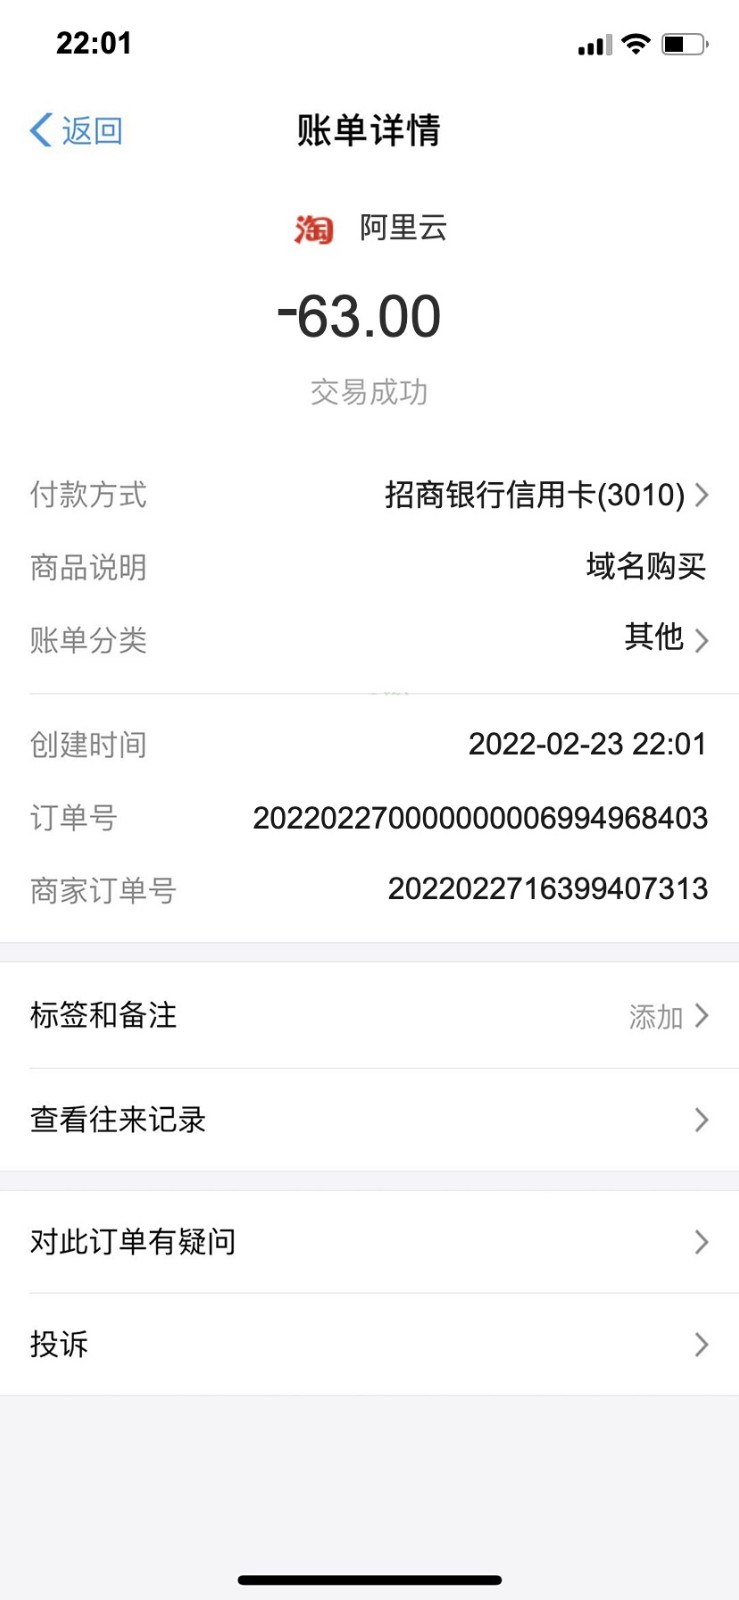 22:01
返回
账单详情
淘 阿里云
-63.00
交易成功
付款方式 招商银行信用卡(3010)
商品说明 域名购买
账单分类 其他
创建时间 2022-02-23 22:01
订单号 2022022700000000006994968403
商家订单号 2022022716399407313
标签和备注 添加
查看往来记录
对此订单有疑问
投诉